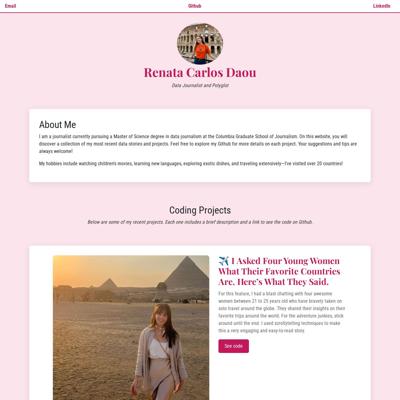 Email
Github
LinkedIn
Renata Carlos Daou
Data Journalist and Polyglot
About Me
I am a journalist currently pursuing a Master of Science degree in data journalism at the Columbia Graduate School of Journalism. On this website, you will
discover a collection of my most recent data stories and projects. Feel free to explore my Github for more details on each project. Your suggestions and tips are
always welcome!
My hobbies include watching children's movies, learning new languages, exploring exotic dishes, and traveling extensively—I've visited over 20 countries!
Coding Projects
Below are some of my recent projects. Each one includes a brief description and a link to see the code on Github.
✈️ I Asked Four Young Women
What Their Favorite Countries
Are, Here's What They Said.
For this feature, I had a blast chatting with four awesome
women between 21 to 25 years old who have bravely taken on
solo travel around the globe. They shared their insights on their
favorite trips around the world. For the adventure junkies, stick
around until the end. I used scrollytelling techniques to make
this a very engaging and easy-to-read story.
See code